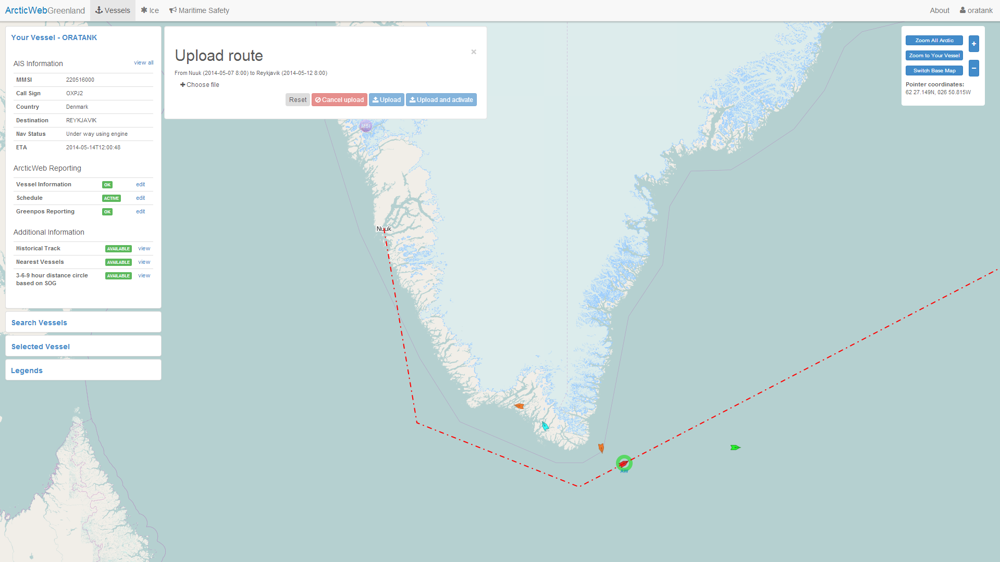 ArcticWebGreenland Vessels Ice Maritime Safety About oratank
Your Vessel - ORATANK
AIS Information view all
MMSI 220516000
Call Sign OXPJ2
Country Denmark
Destination REYKJAVIK
Nav Status Under way using engine
ETA 2014-05-14T12:00:48
ArcticWeb Reporting
Vessel Information OK edit
Schedule ACTIVE edit
Greenpos Reporting OK edit
Additional Information
Historical Track AVAILABLE view
Nearest Vessels AVAILABLE view
3-6-9 hour distance circle AVAILABLE view
based on SOG
Search Vessels
Selected Vessel
Legends
Upload route ×
From Nuuk (2014-05-07 8:00) to Reykjavik (2014-05-12 8:00)
Choose file
Reset Cancel upload Upload Upload and activate
MSI
Nuuk
AW
Zoom All Arctic +
Zoom to Your Vessel
Switch Base Map −
Pointer coordinates:
62 27.149N, 026 50.815W